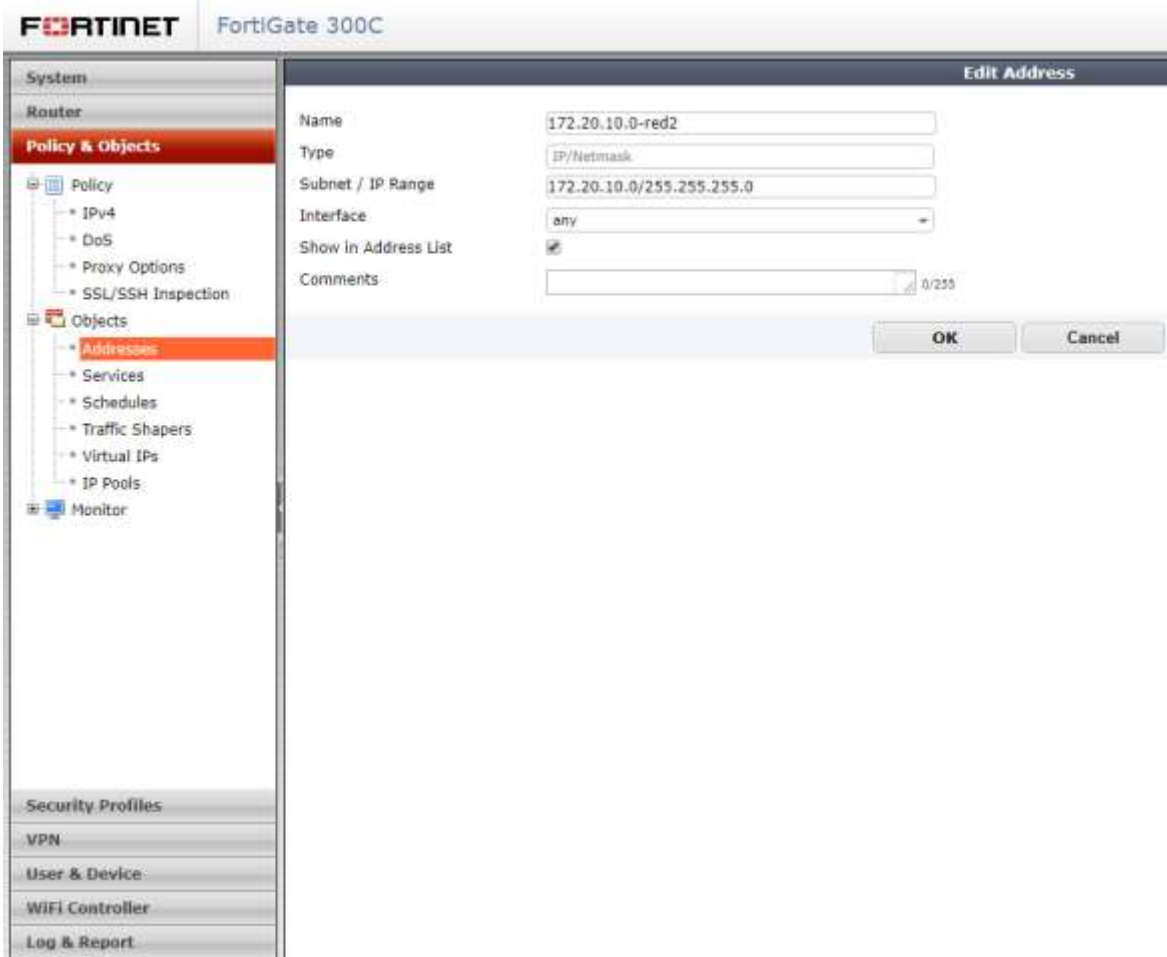 FORTINET FortiGate 300C
System
Router
Policy & Objects
Policy
IPv4
DoS
Proxy Options
SSL/SSH Inspection
Objects
Addresses
Services
Schedules
Traffic Shapers
Virtual IPs
IP Pools
Monitor
Security Profiles
VPN
User & Device
WiFi Controller
Log & Report
Edit Address
Name 172.20.10.0-red2
Type IP/Netmask
Subnet / IP Range 172.20.10.0/255.255.255.0
Interface any
Show in Address List
Comments 0/255
OK Cancel